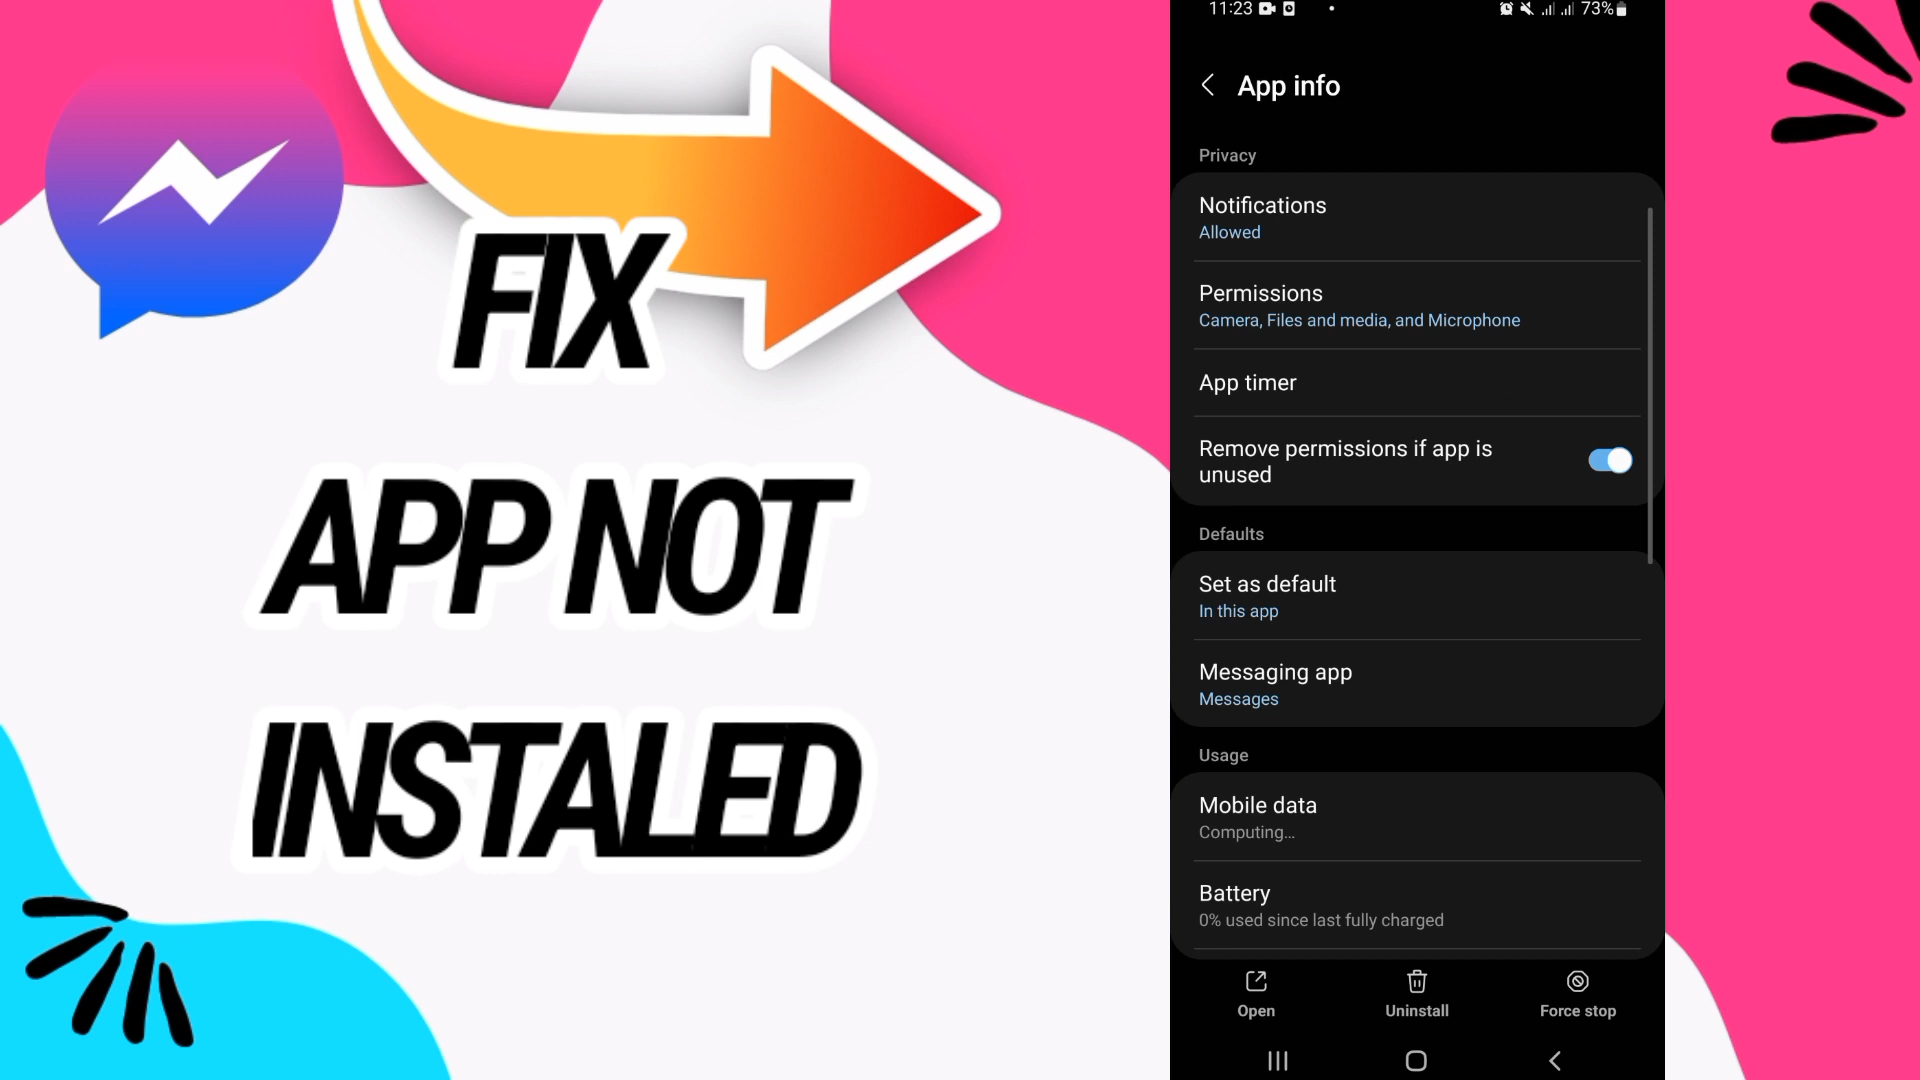 FIX
APP NOT
INSTALED
11:23
73%
App info
Privacy
Notifications
Allowed
Permissions
Camera, Files and media, and Microphone
App timer
Remove permissions if app is
unused
Defaults
Set as default
In this app
Messaging app
Messages
Usage
Mobile data
Computing...
Battery
0% used since last fully charged
Open
Uninstall
Force stop